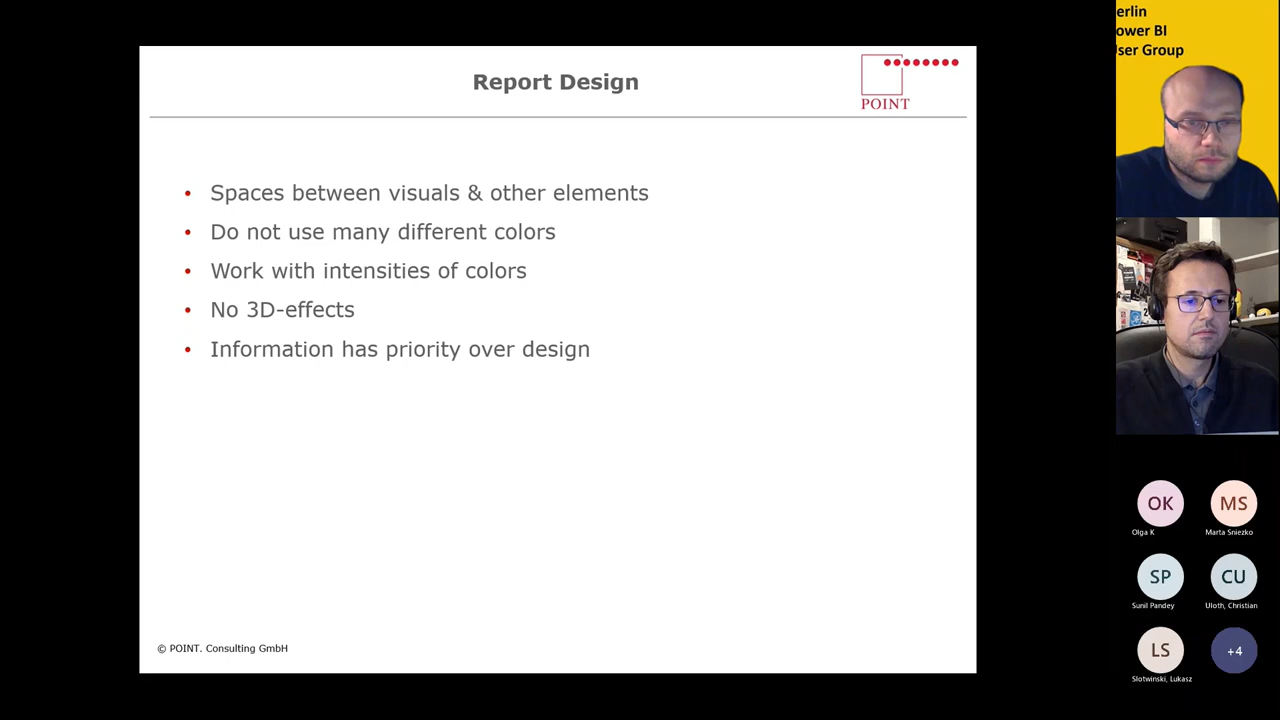 Report Design
POINT
• Spaces between visuals & other elements
• Do not use many different colors
• Work with intensities of colors
• No 3D-effects
• Information has priority over design
© POINT. Consulting GmbH
erlin
ower BI
ser Group
OK
Olga K
MS
Marta Sniezko
SP
Sunil Pandey
CU
Uloth, Christian
LS
Slotwinski, Lukasz
+4